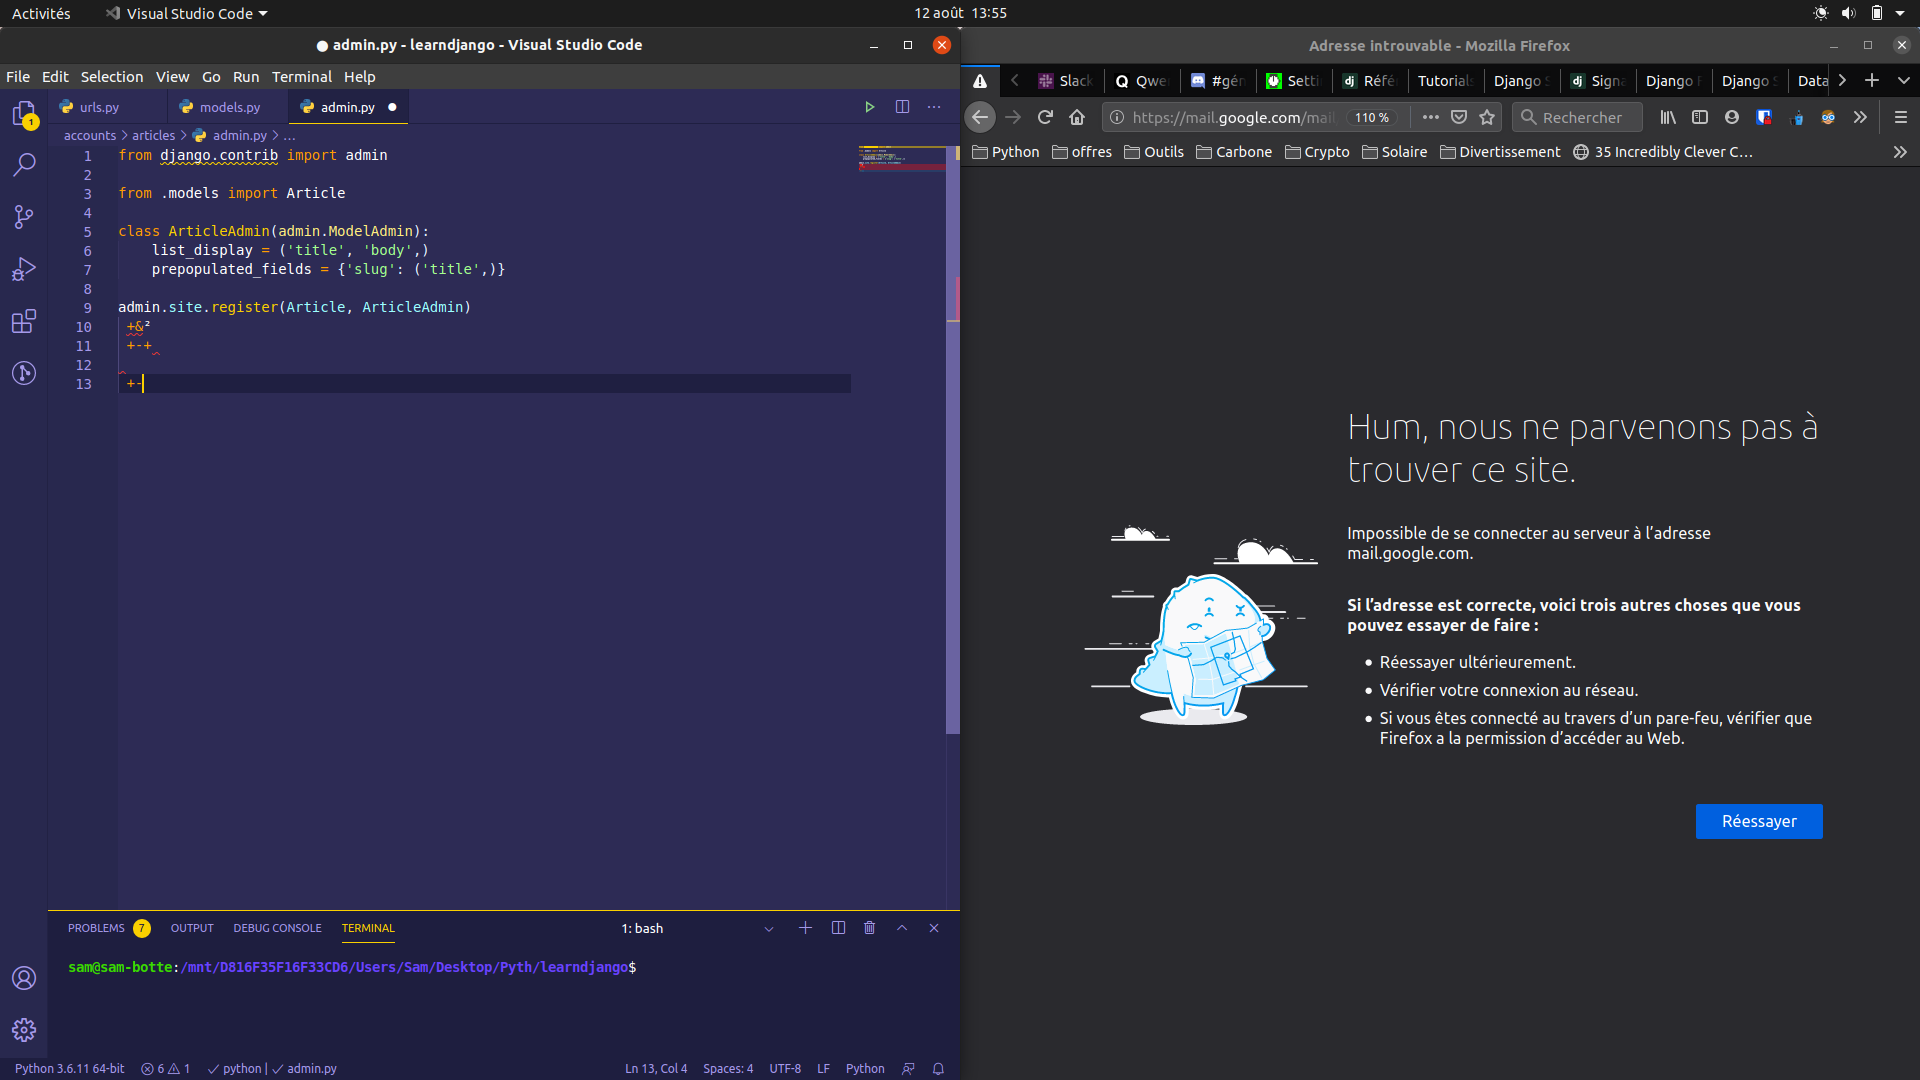 Activités
Visual Studio Code
12 août 13:55
● admin.py - learndjango - Visual Studio Code
File Edit Selection View Go Run Terminal Help
1
urls.py
models.py
admin.py
accounts > articles > admin.py > ...
1 from django.contrib import admin
2
3 from .models import Article
4
5 class ArticleAdmin(admin.ModelAdmin):
6     list_display = ('title', 'body',)
7     prepopulated_fields = {'slug': ('title',)}
8
9 admin.site.register(Article, ArticleAdmin)
10  +&²
11  +-+
12
13  +-
PROBLEMS 7 OUTPUT DEBUG CONSOLE TERMINAL
1: bash
sam@sam-botte:/mnt/D816F35F16F33CD6/Users/Sam/Desktop/Pyth/learndjango$
Python 3.6.11 64-bit
6 1
python | admin.py
Ln 13, Col 4
Spaces: 4
UTF-8
LF
Python
Adresse introuvable - Mozilla Firefox
Slack
Qwer
#gén
Setti
dj Référ
Tutorials
Django S
dj Signa
Django F
Django S
Data
https://mail.google.com/mail
110 %
Rechercher
Python
offres
Outils
Carbone
Crypto
Solaire
Divertissement
35 Incredibly Clever C…
Hum, nous ne parvenons pas à
trouver ce site.
Impossible de se connecter au serveur à l’adresse
mail.google.com.
Si l’adresse est correcte, voici trois autres choses que vous
pouvez essayer de faire :
• Réessayer ultérieurement.
• Vérifier votre connexion au réseau.
• Si vous êtes connecté au travers d’un pare-feu, vérifier que
Firefox a la permission d’accéder au Web.
Réessayer